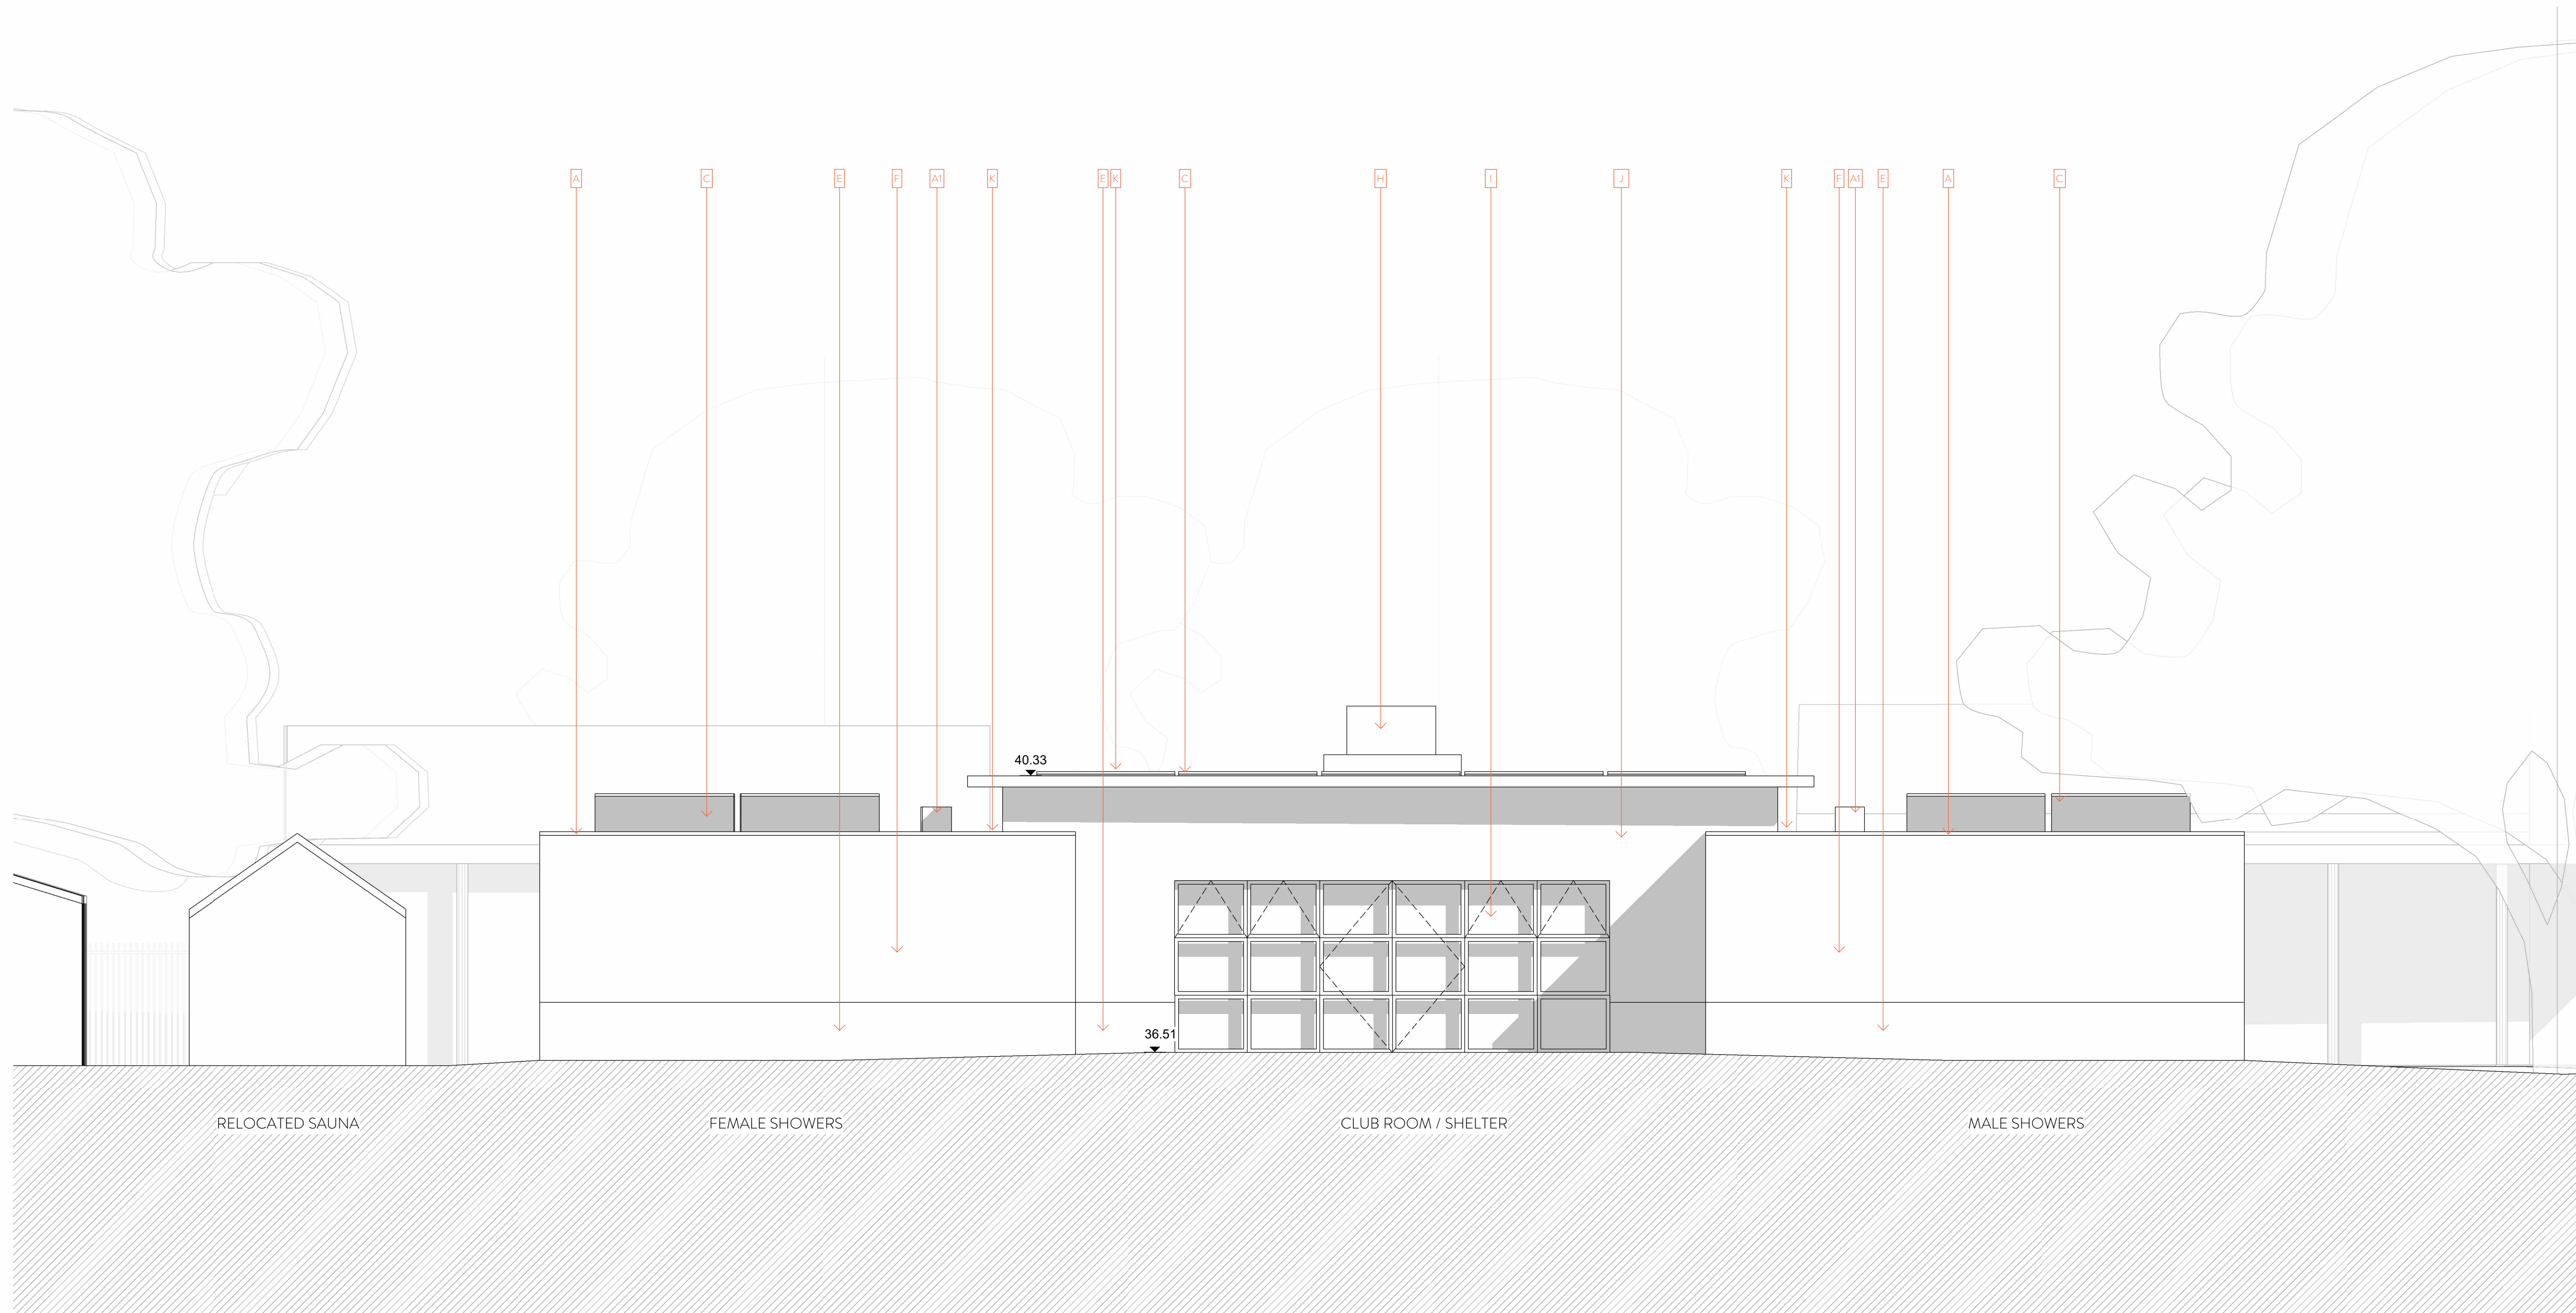 A C E F A1 K E K C H I J K F A1 E A C
40.33
36.51
RELOCATED SAUNA FEMALE SHOWERS CLUB ROOM / SHELTER MALE SHOWERS